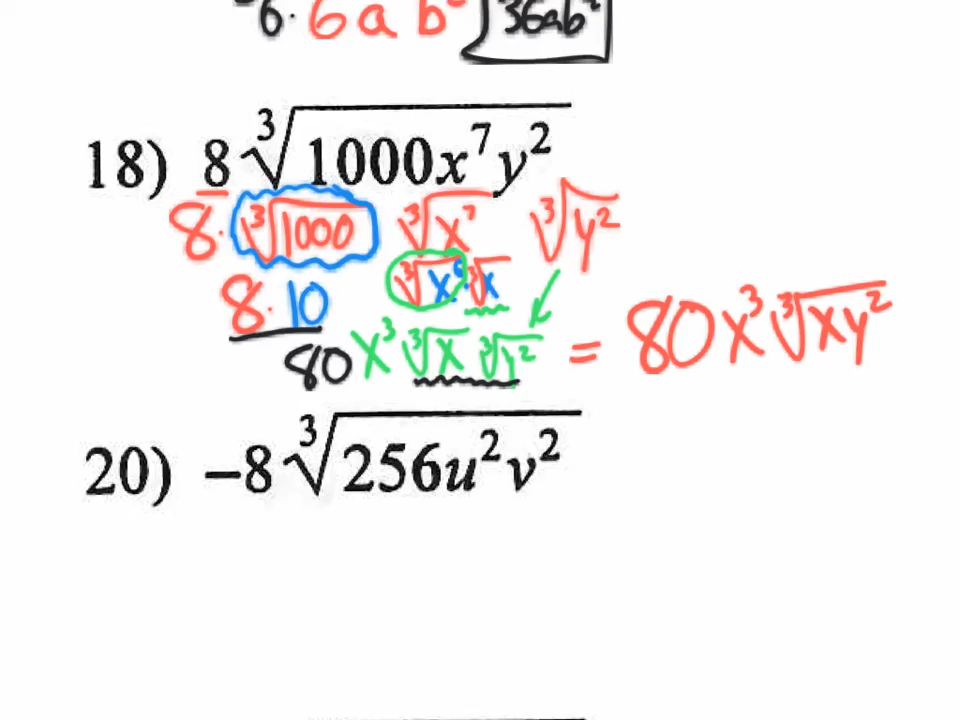 -6 · 6 a b² 36ab²
18) 8∛(1000x⁷y²)
8 · ∛1000 ∛x⁷ ∛y²
8 · 10 ∛x⁶ · ∛x
80 x³ ∛x ∛y² = 80x³ ∛xy²
20) −8∛(256u²v²)